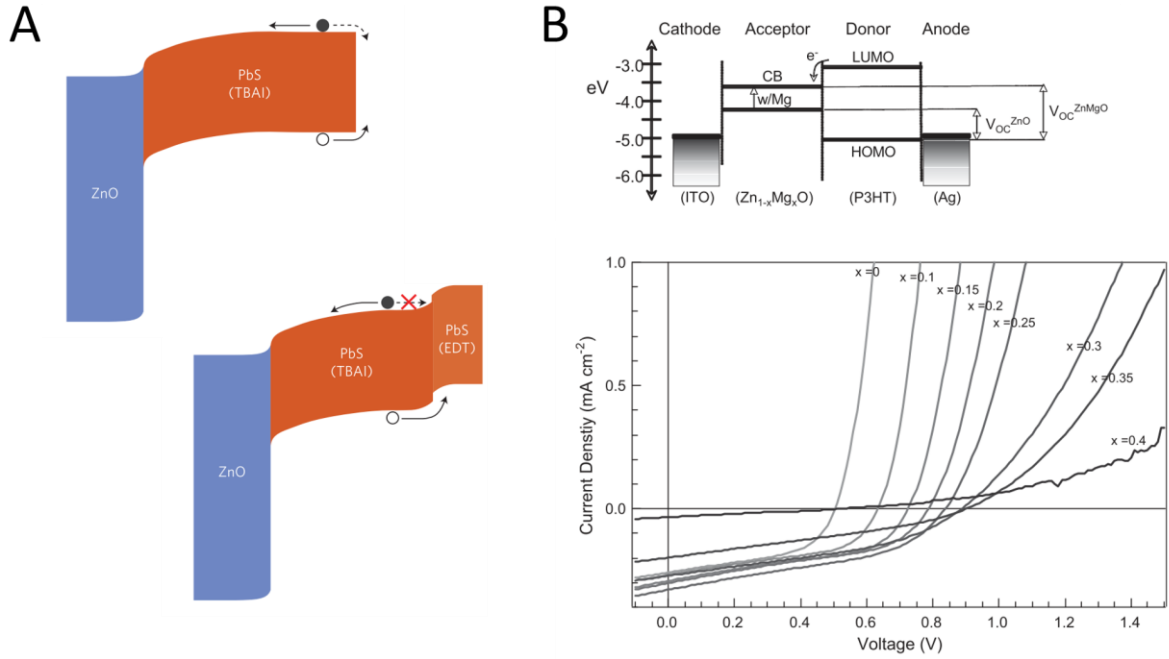 A
PbS
(TBAI)
ZnO
PbS
(TBAI)
PbS
(EDT)
ZnO
B
Cathode Acceptor Donor Anode
eV
-3.0
-4.0
-5.0
-6.0
e-
LUMO
CB
w/Mg
HOMO
VOC^ZnO
VOC^ZnMgO
(ITO) (Zn1-xMgxO) (P3HT) (Ag)
Current Denstiy (mA cm-2)
1.0
0.5
0.0
x =0
x =0.1
x =0.15
x =0.2
x =0.25
x =0.3
x =0.35
x =0.4
0.0 0.2 0.4 0.6 0.8 1.0 1.2 1.4
Voltage (V)